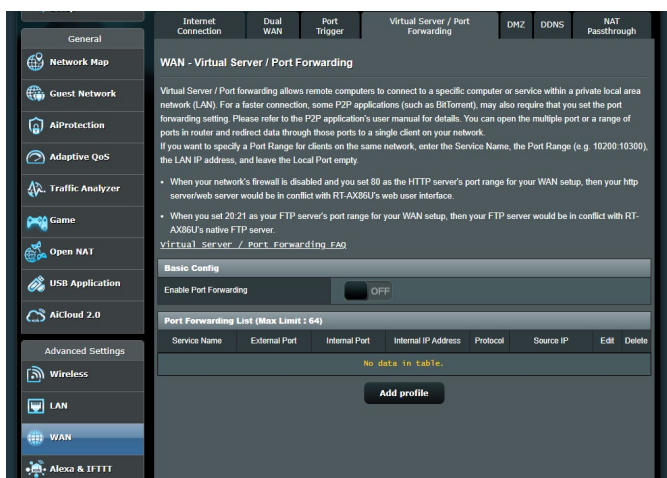 Internet Connection
Dual WAN
Port Trigger
Virtual Server / Port Forwarding
DMZ
DDNS
NAT Passthrough
General
Network Map
Guest Network
AiProtection
Adaptive QoS
Traffic Analyzer
Game
Open NAT
USB Application
AiCloud 2.0
Advanced Settings
Wireless
LAN
WAN
Alexa & IFTTT
WAN - Virtual Server / Port Forwarding
Virtual Server / Port forwarding allows remote computers to connect to a specific computer or service within a private local area
network (LAN). For a faster connection, some P2P applications (such as BitTorrent), may also require that you set the port
forwarding setting. Please refer to the P2P application's user manual for details. You can open the multiple port or a range of
ports in router and redirect data through those ports to a single client on your network.
If you want to specify a Port Range for clients on the same network, enter the Service Name, the Port Range (e.g. 10200:10300),
the LAN IP address, and leave the Local Port empty.
• When your network's firewall is disabled and you set 80 as the HTTP server's port range for your WAN setup, then your http
server/web server would be in conflict with RT-AX86U's web user interface.
• When you set 20:21 as your FTP server's port range for your WAN setup, then your FTP server would be in conflict with RT-
AX86U's native FTP server.
Virtual Server / Port Forwarding FAQ
Basic Config
Enable Port Forwarding
OFF
Port Forwarding List (Max Limit : 64)
Service Name
External Port
Internal Port
Internal IP Address
Protocol
Source IP
Edit
Delete
No data in table.
Add profile